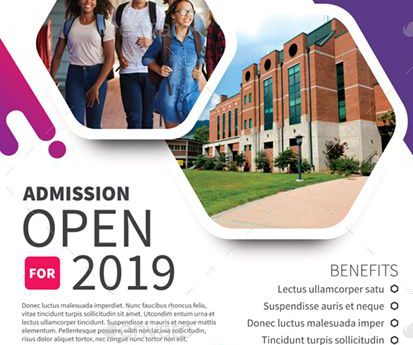 ADMISSION
OPEN
FOR 2019
Donec luctus malesuada imperdiet. Nunc faucibus rhoncus felis,
vitae tincidunt turpis sollicitudin sit amet. Utcidunt entum urna et
lectus ullamcorper tincidunt. Suspendisse a mauris et neque mattis
elementum. Pellentesque posuere, nibh non lacinia sollicitudin,
risus dolor aliquet tortor, nec congue tortor nunc mattis dui.
BENEFITS
Lectus ullamcorper satu
Suspendisse auris et neque
Donec luctus malesuada imper
Tincidunt turpis sollicitudin